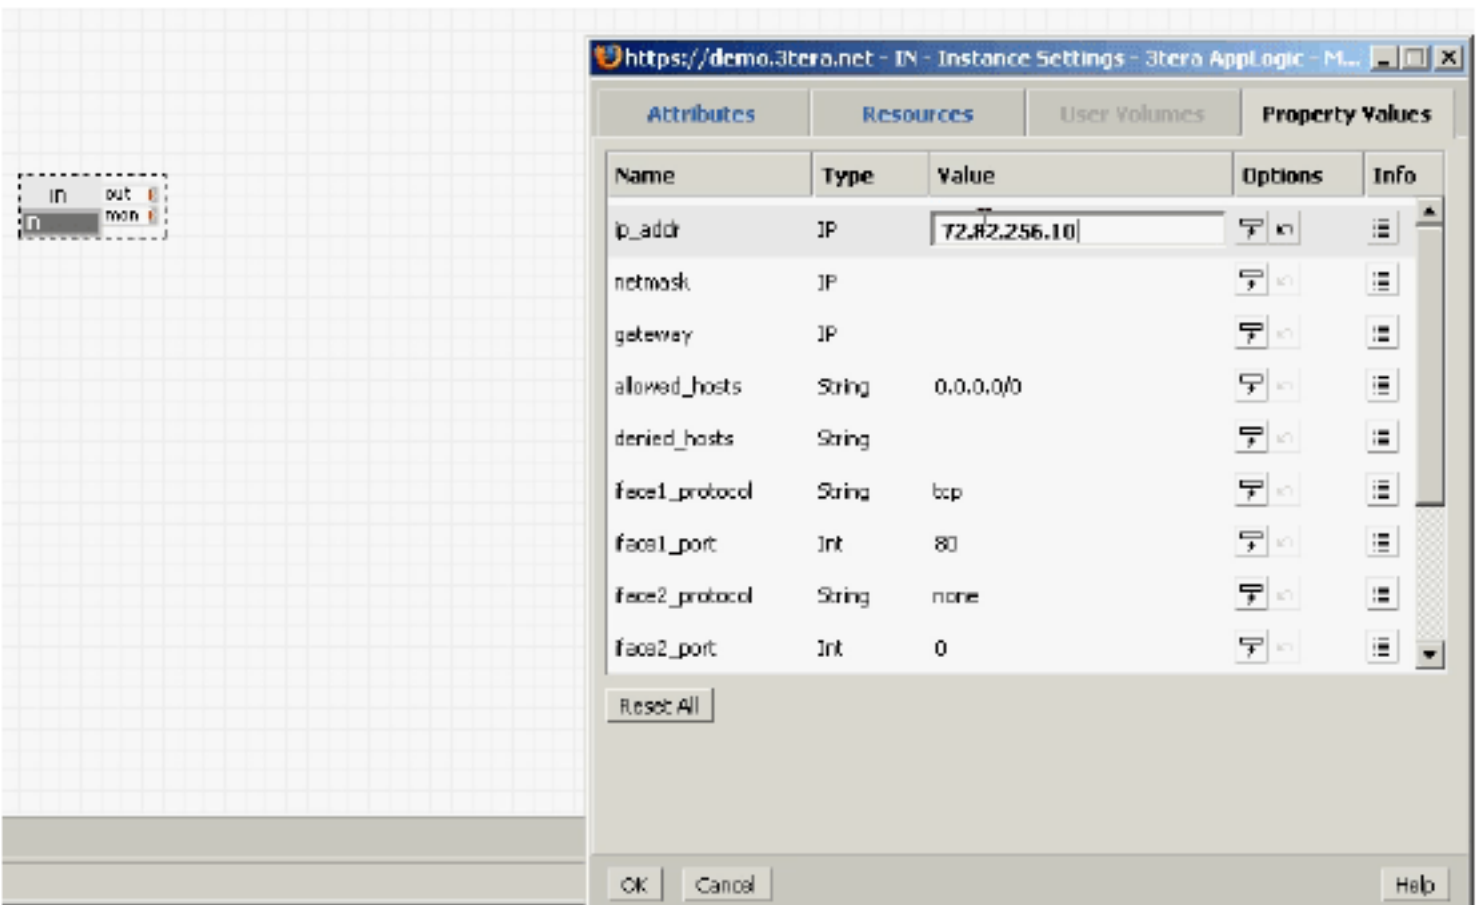 https://demo.3tera.net - IN - Instance Settings - 3tera AppLogic - M...
Attributes Resources User Volumes Property Values
Name Type Value Options Info
in out
mon
ip_addr IP 72.82.256.10
netmask IP
gateway IP
allowed_hosts String 0.0.0.0/0
denied_hosts String
iface1_protocol String tcp
iface1_port Int 80
iface2_protocol String none
iface2_port Int 0
Reset All
OK Cancel Help